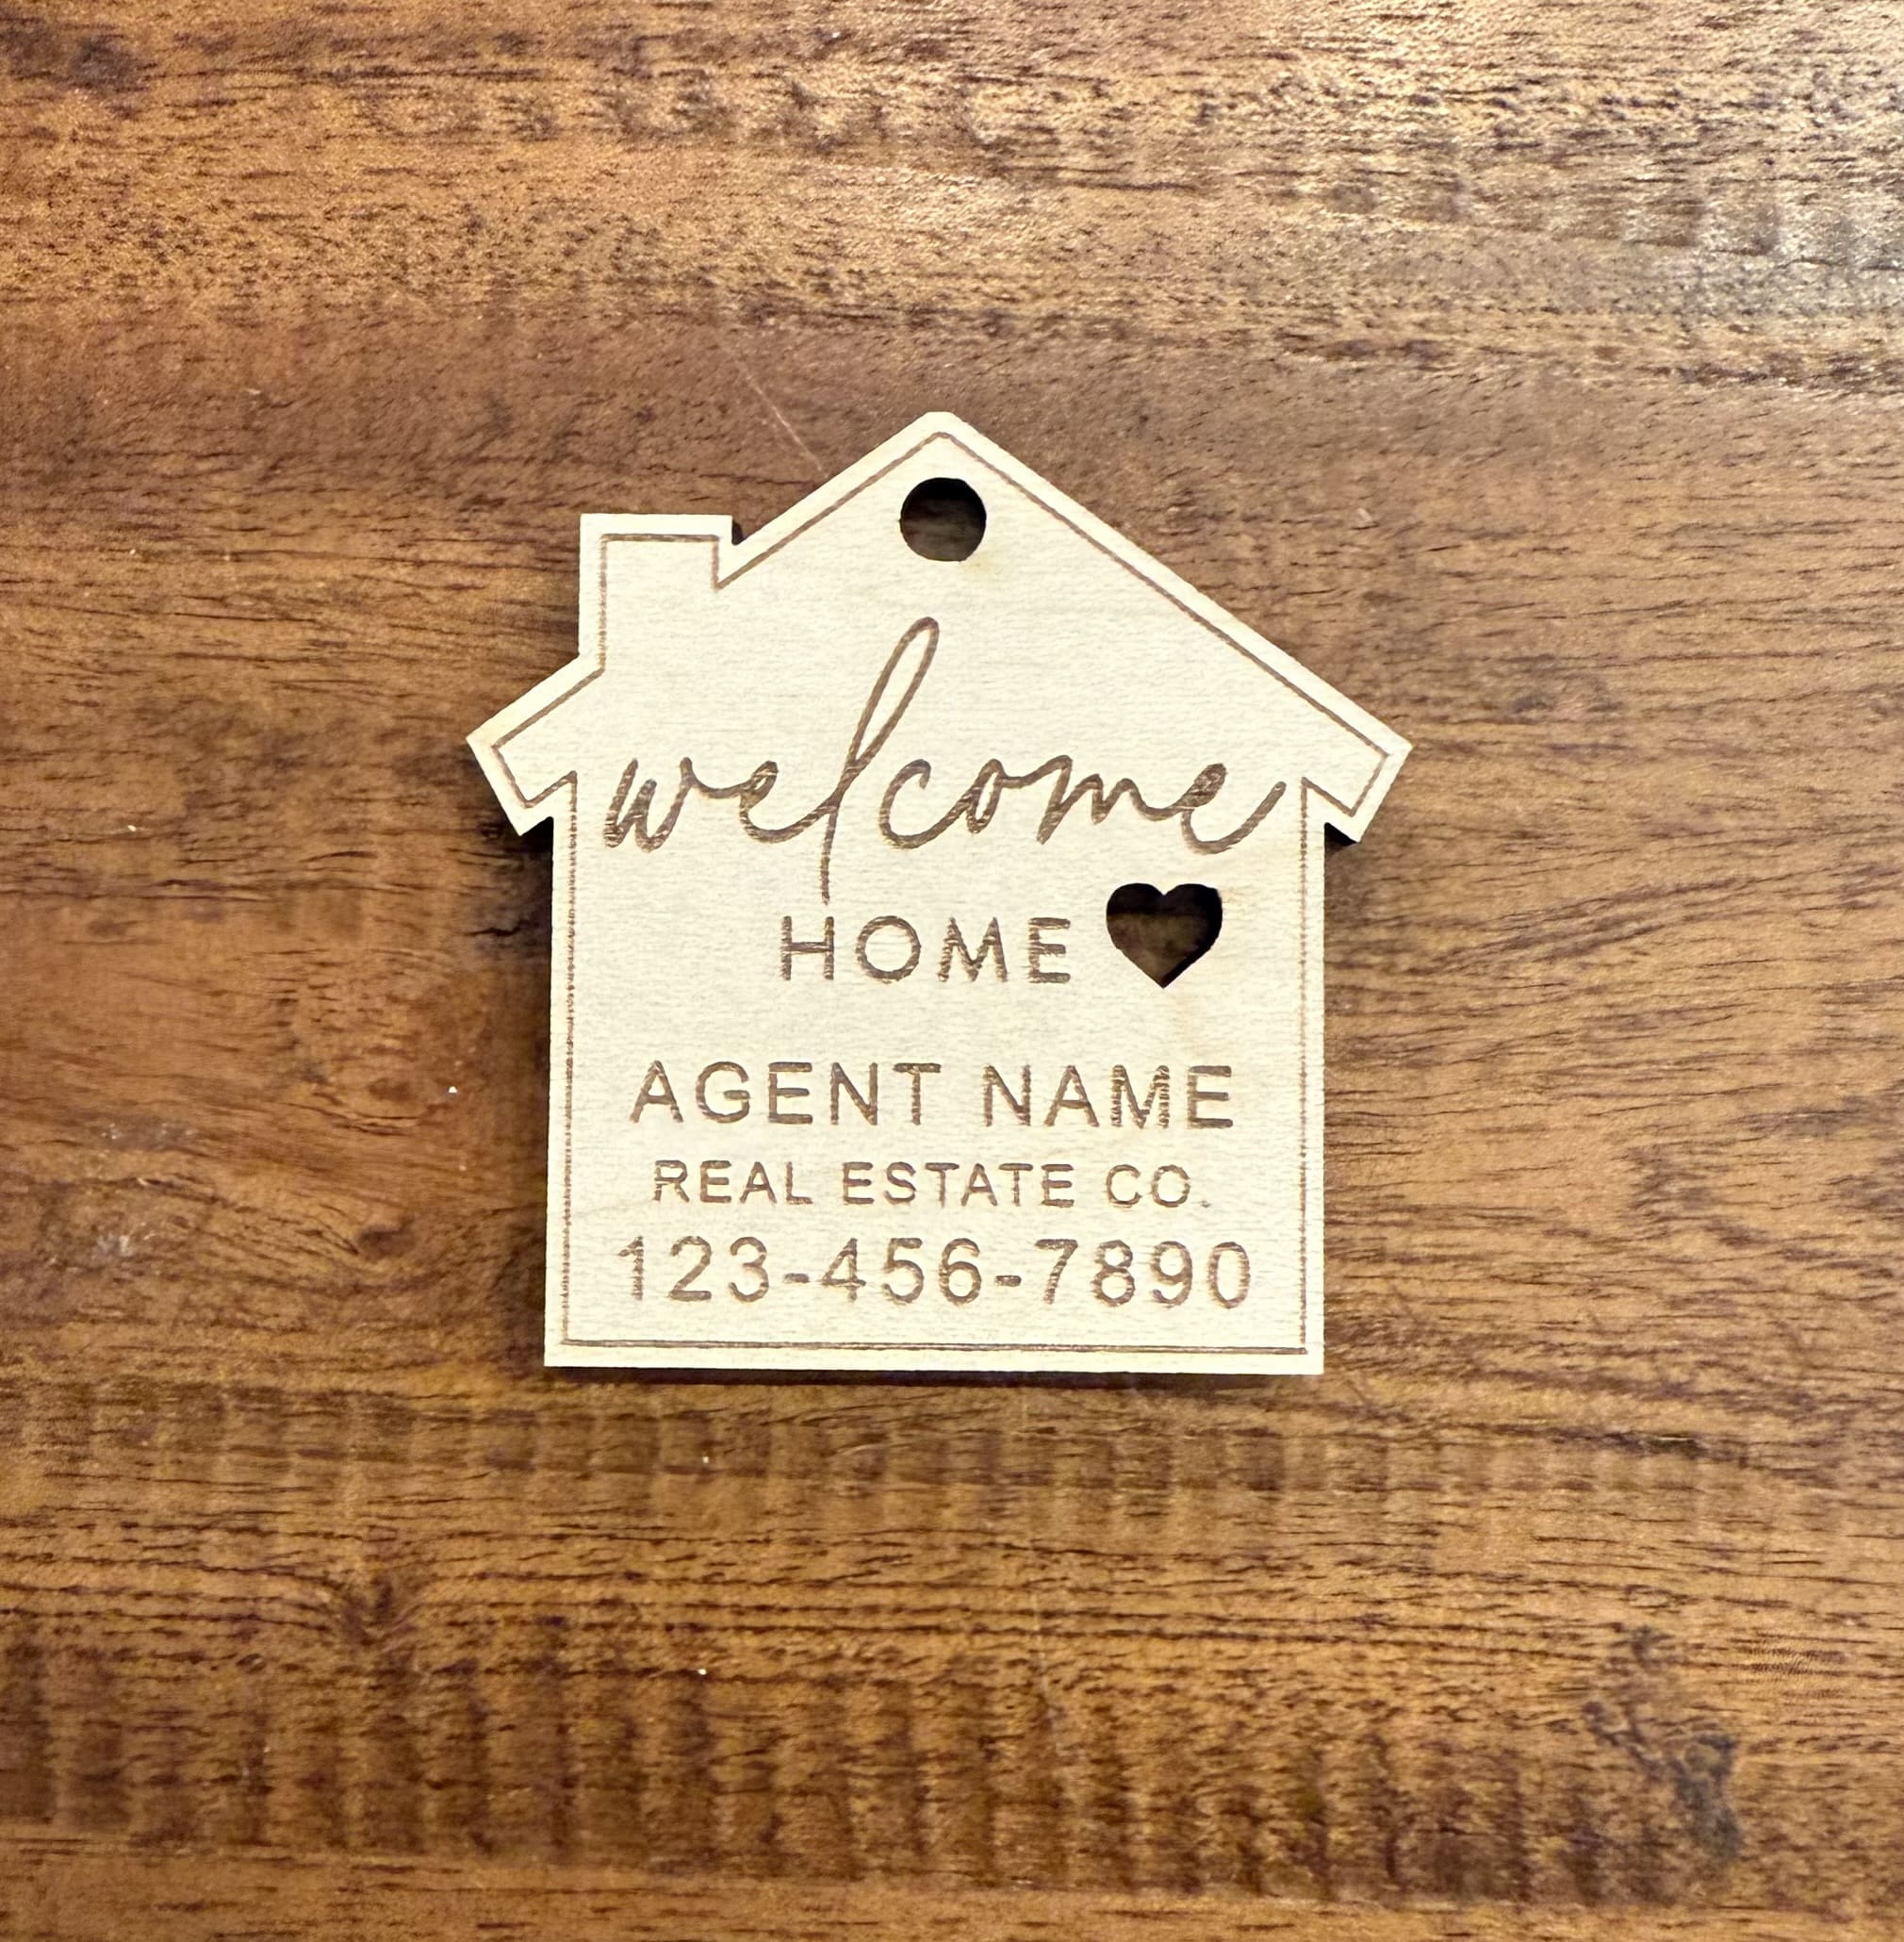 welcome
HOME
AGENT NAME
REAL ESTATE CO.
123-456-7890